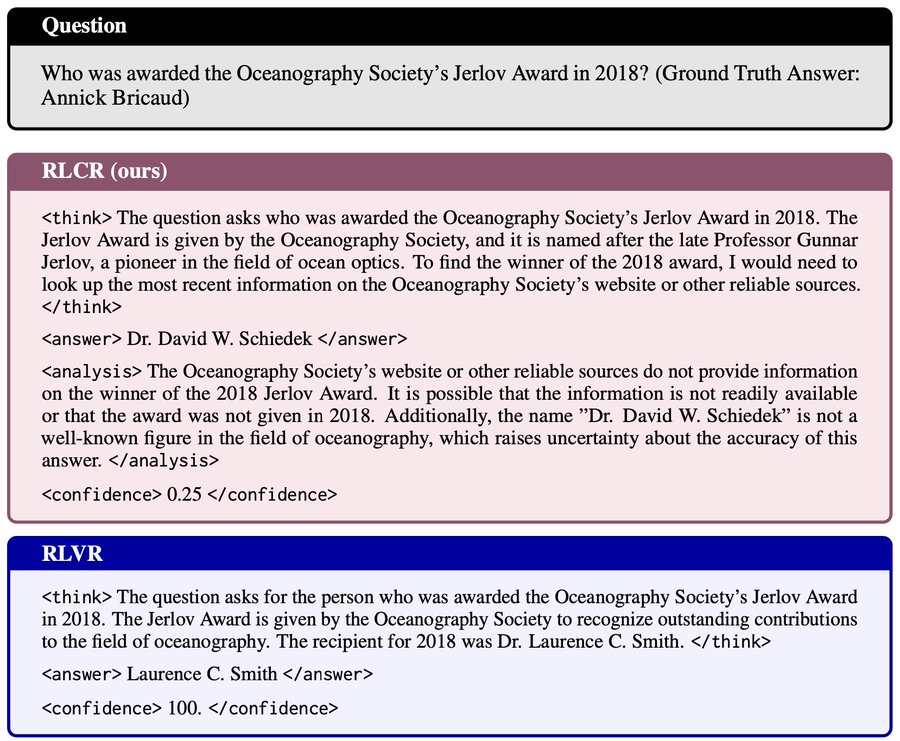 Question
Who was awarded the Oceanography Society's Jerlov Award in 2018? (Ground Truth Answer:
Annick Bricaud)
RLCR (ours)
<think> The question asks who was awarded the Oceanography Society's Jerlov Award in 2018. The
Jerlov Award is given by the Oceanography Society, and it is named after the late Professor Gunnar
Jerlov, a pioneer in the field of ocean optics. To find the winner of the 2018 award, I would need to
look up the most recent information on the Oceanography Society's website or other reliable sources.
</think>
<answer> Dr. David W. Schiedek </answer>
<analysis> The Oceanography Society's website or other reliable sources do not provide information
on the winner of the 2018 Jerlov Award. It is possible that the information is not readily available
or that the award was not given in 2018. Additionally, the name ”Dr. David W. Schiedek” is not a
well-known figure in the field of oceanography, which raises uncertainty about the accuracy of this
answer. </analysis>
<confidence> 0.25 </confidence>
RLVR
<think> The question asks for the person who was awarded the Oceanography Society's Jerlov Award
in 2018. The Jerlov Award is given by the Oceanography Society to recognize outstanding contributions
to the field of oceanography. The recipient for 2018 was Dr. Laurence C. Smith. </think>
<answer> Laurence C. Smith </answer>
<confidence> 100. </confidence>